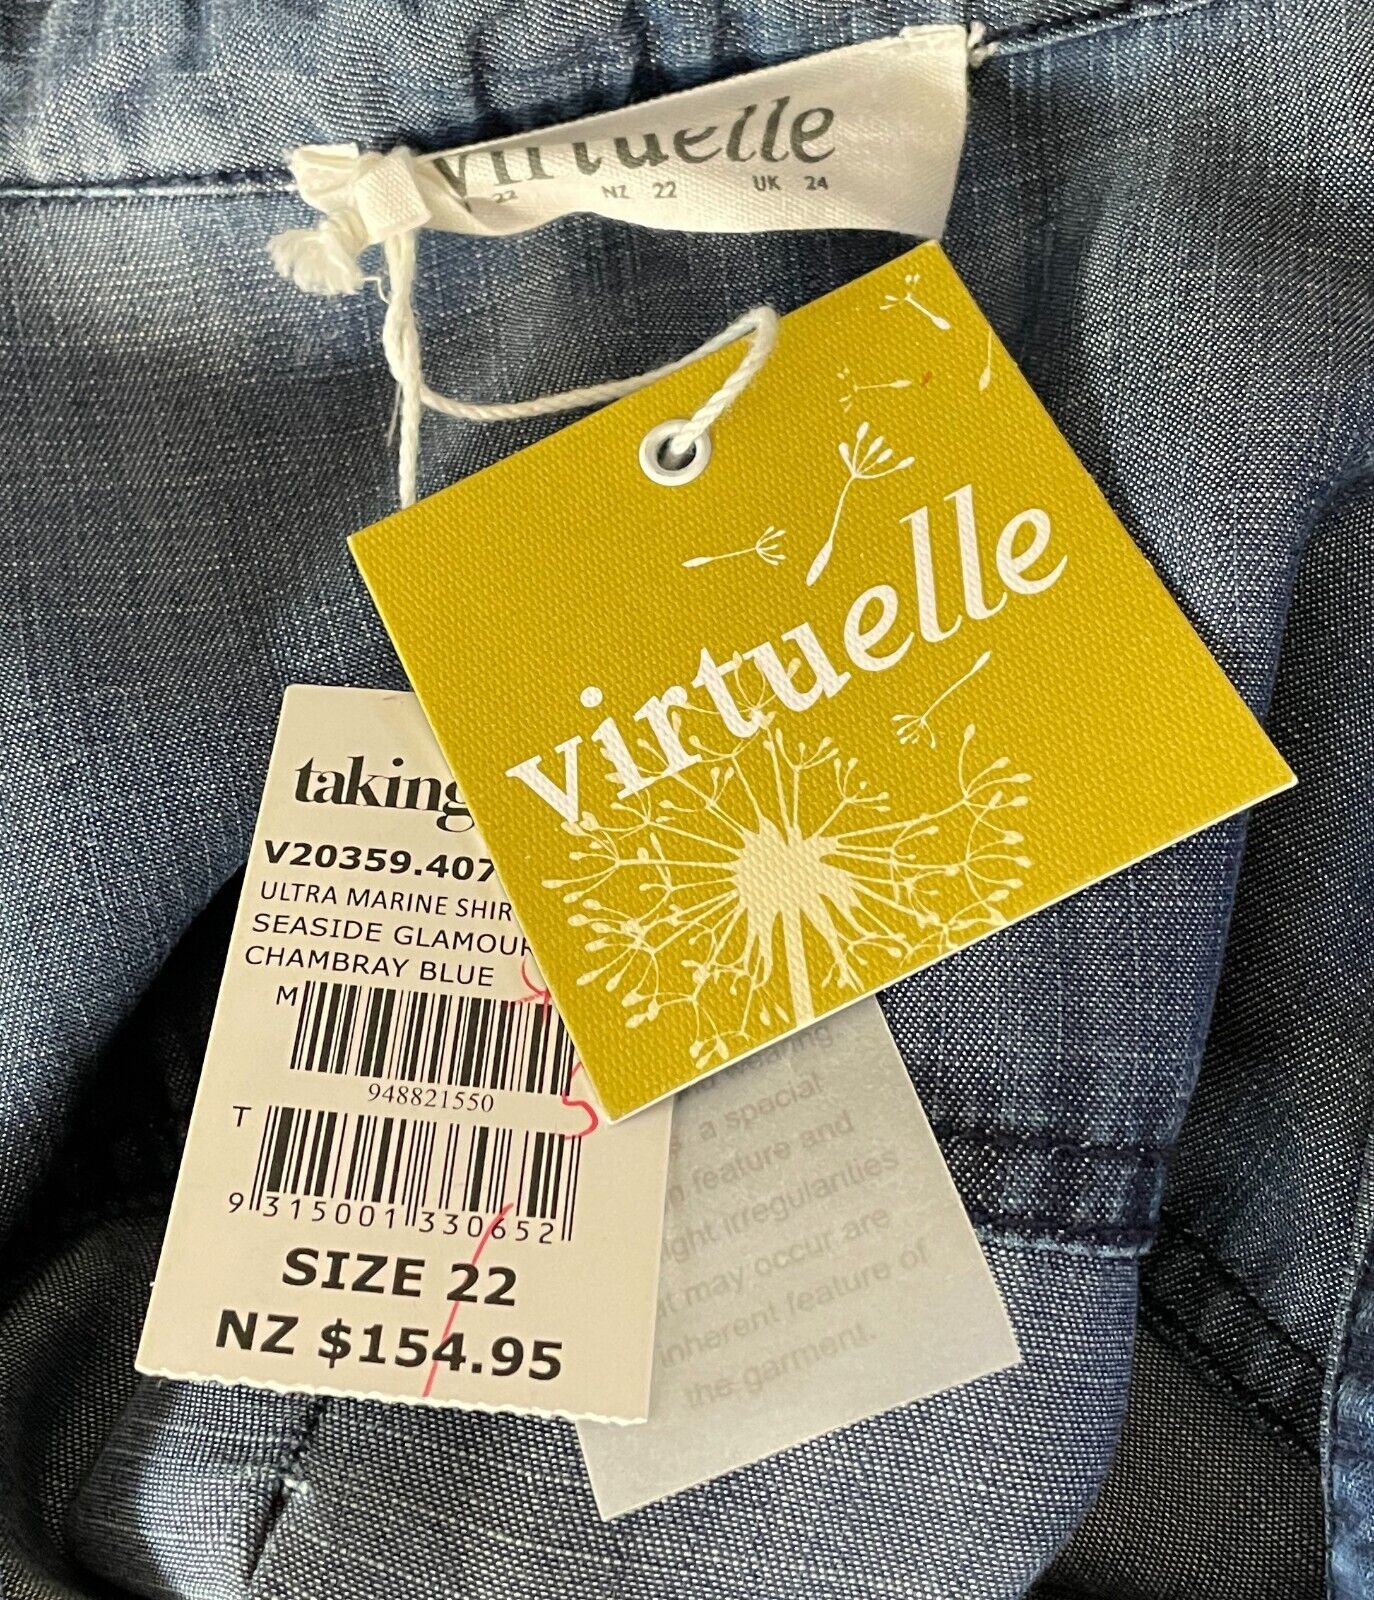 virtuelle
22 NZ 22 UK 24
virtuelle
taking
V20359.407
ULTRA MARINE SHIR
SEASIDE GLAMOUR
CHAMBRAY BLUE
M
948821550
T
9 315001 330652
SIZE 22
NZ $154.95
a special
feature and
irregularities
may occur are
inherent feature of
the garment.